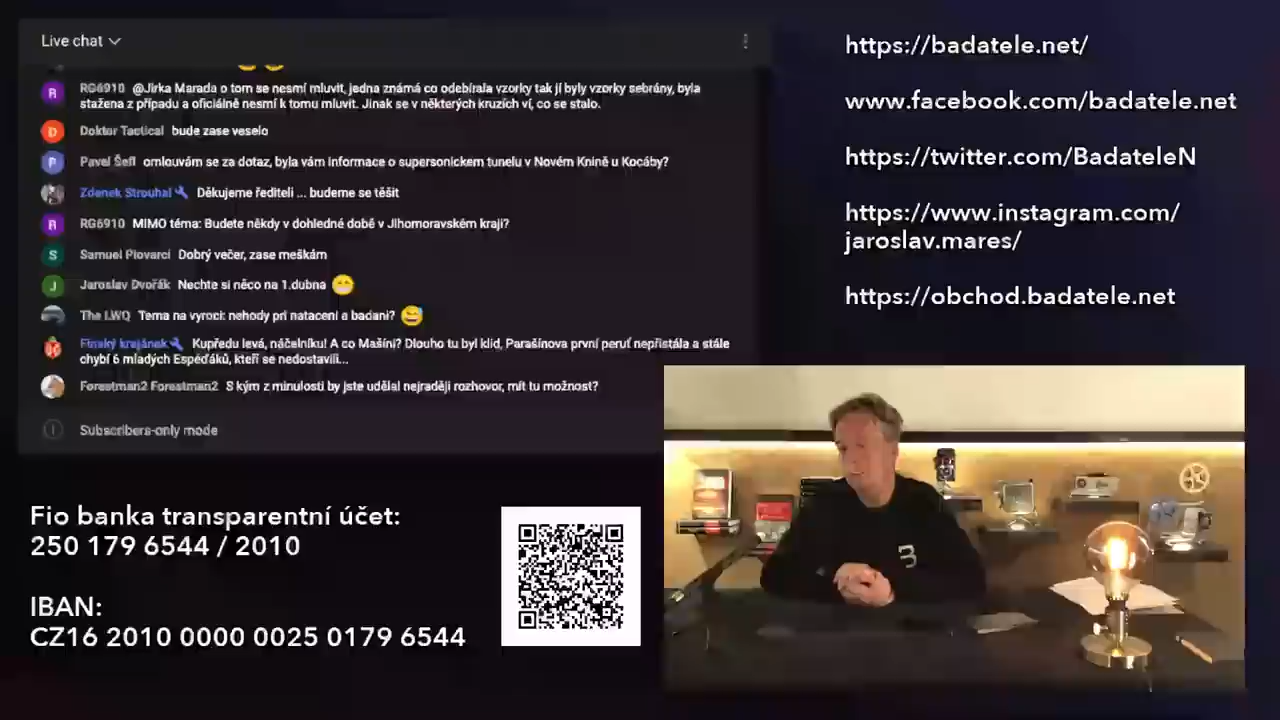 Live chat
RG6910 @Jirka Marada o tom se nesmí mluvit, jedna známá co odebírala vzorky tak jí byly vzorky sebrány, byla
stažena z případu a oficiálně nesmí k tomu mluvit. Jinak se v některých kruzích ví, co se stalo.
Doktor Tactical bude zase veselo
Pavel Šefl omlouvám se za dotaz, byla vám informace o supersonickem tunelu v Novém Knině u Kocáby?
Zdenek Strouhal Děkujeme řediteli ... budeme se těšit
RG6910 MIMO téma: Budete někdy v dohledné době v Jihomoravském kraji?
Samuel Piovarci Dobrý večer, zase meškám
Jaroslav Dvořák Nechte si něco na 1.dubna 😁
The LWQ Tema na vyroci: nehody pri nataceni a badani? 😅
Finský krajánek Kupředu levá, náčelníku! A co Mašíni? Dlouho tu byl klid, Parašínova první peruť nepřistála a stále
chybí 6 mladých Espéďáků, kteří se nedostavili...
Forestman2 Forestman2 S kým z minulosti by jste udělal nejraději rozhovor, mít tu možnost?
Subscribers-only mode
https://badatele.net/
www.facebook.com/badatele.net
https://twitter.com/BadateleN
https://www.instagram.com/
jaroslav.mares/
https://obchod.badatele.net
Fio banka transparentní účet:
250 179 6544 / 2010
IBAN:
CZ16 2010 0000 0025 0179 6544